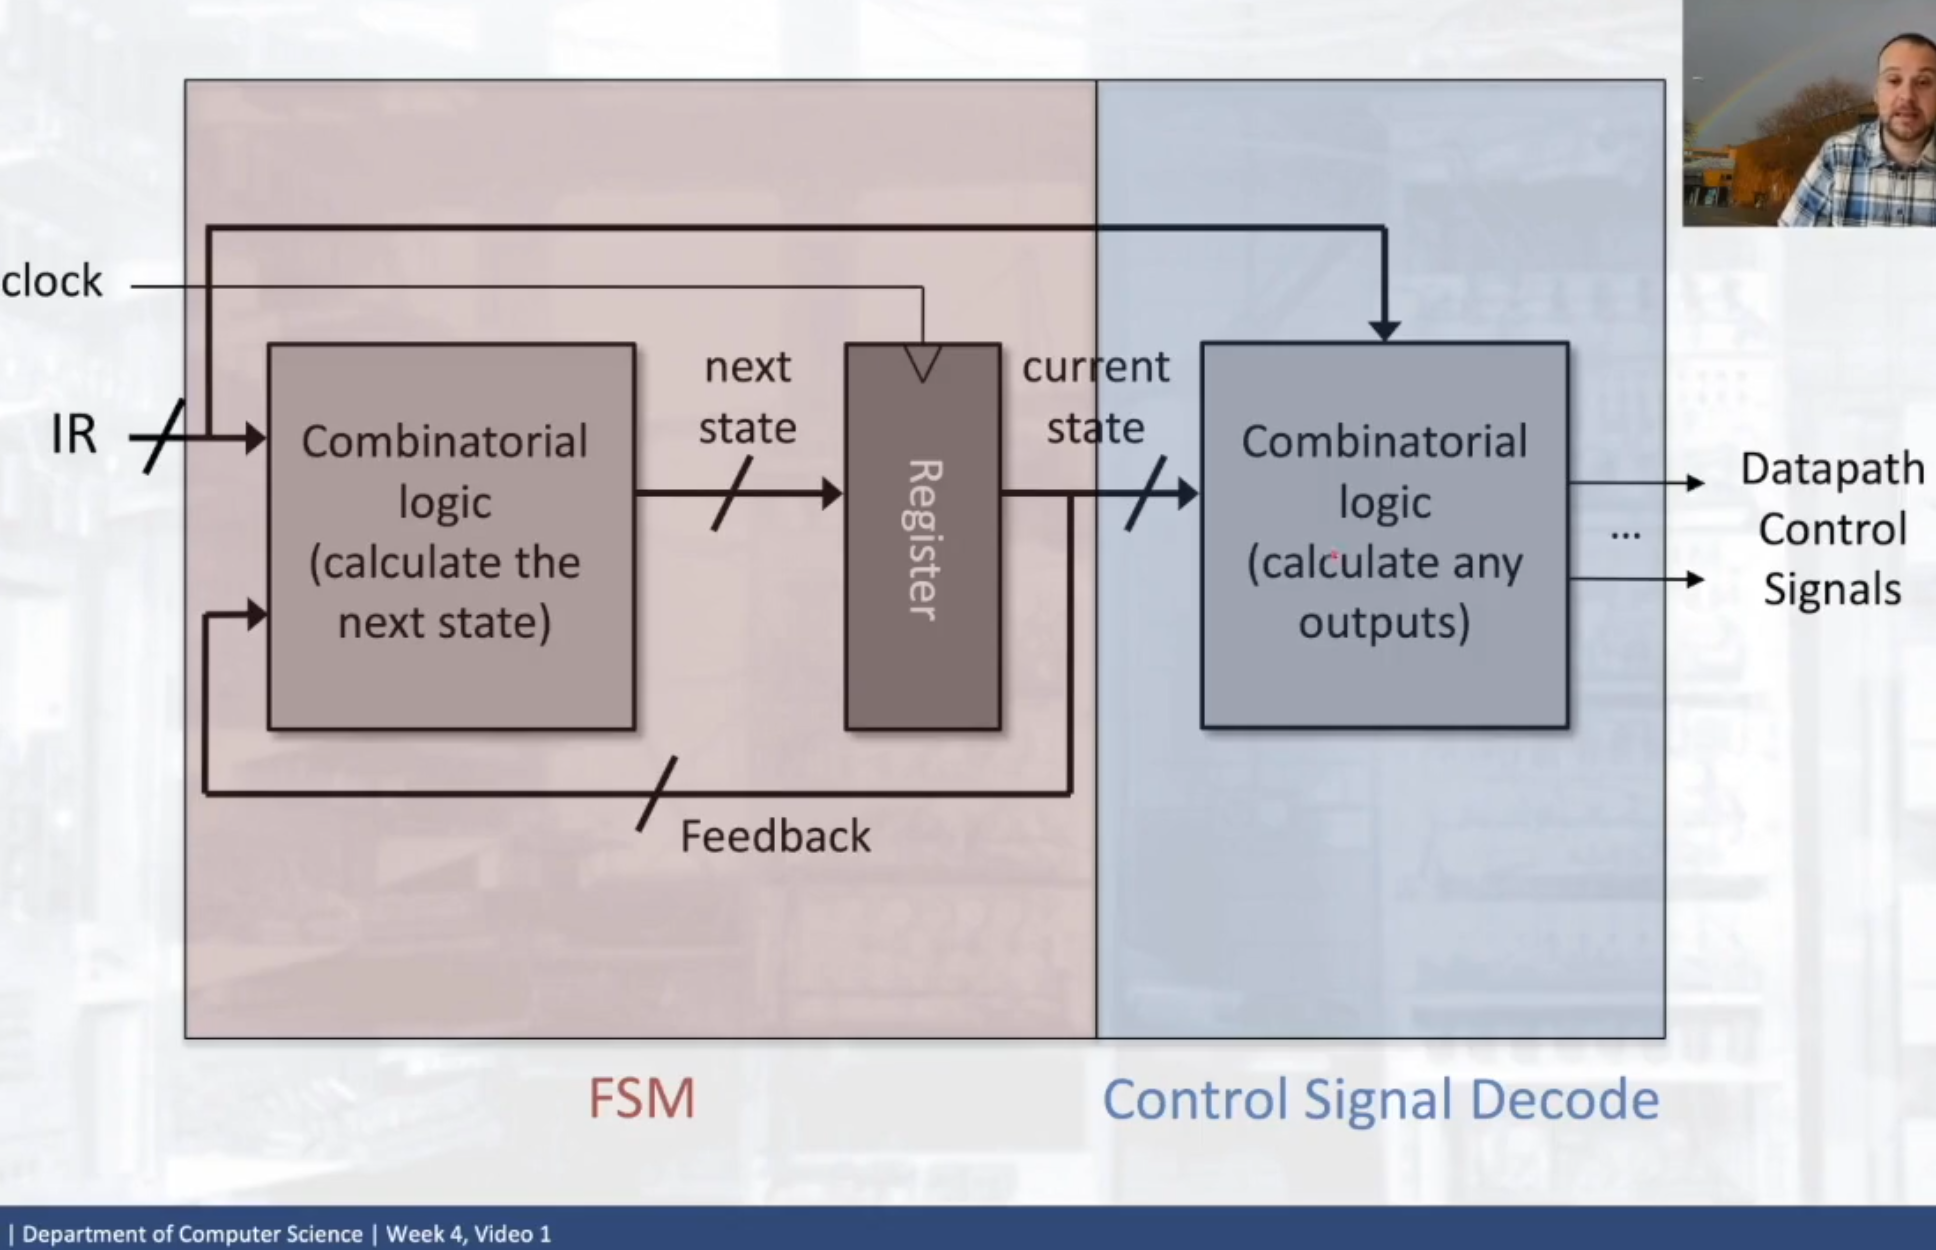 clock
IR
Combinatorial
logic
(calculate the
next state)
next
state
Register
current
state
Combinatorial
logic
(calculate any
outputs)
...
Datapath
Control
Signals
Feedback
FSM
Control Signal Decode
| Department of Computer Science | Week 4, Video 1